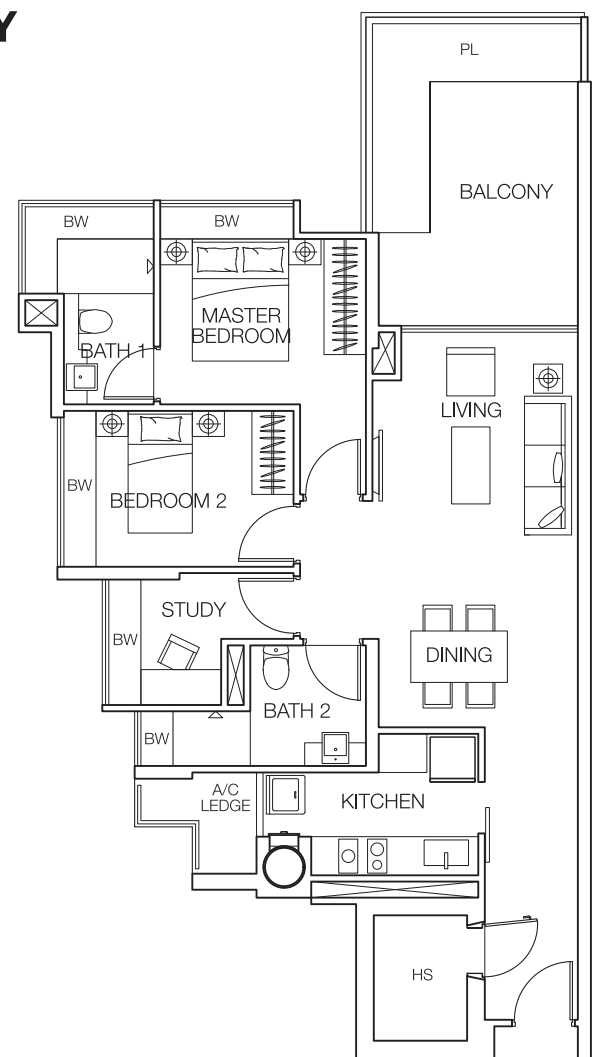 Y
PL
BALCONY
BW
BW
MASTER
BEDROOM
BATH 1
LIVING
BW
BEDROOM 2
STUDY
BW
DINING
BATH 2
BW
A/C
LEDGE
KITCHEN
HS